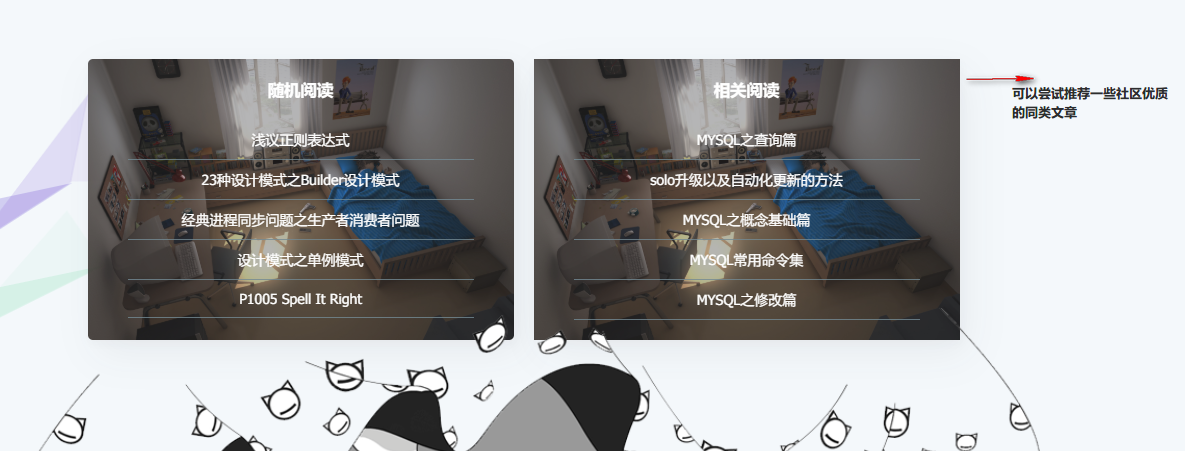 随机阅读
浅议正则表达式
23种设计模式之Builder设计模式
经典进程同步问题之生产者消费者问题
设计模式之单例模式
P1005 Spell It Right
相关阅读
MYSQL之查询篇
solo升级以及自动化更新的方法
MYSQL之概念基础篇
MYSQL常用命令集
MYSQL之修改篇
可以尝试推荐一些社区优质
的同类文章